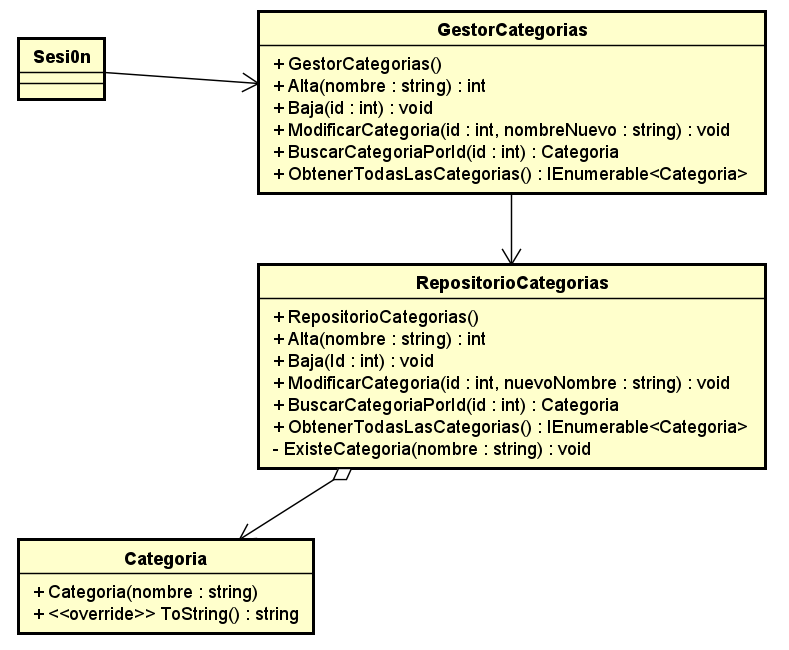 GestorCategorias
Sesi0n
+ GestorCategorias()
+ Alta(nombre : string) : int
+ Baja(id : int) : void
+ ModificarCategoria(id : int, nombreNuevo : string) : void
+ BuscarCategoriaPorId(id : int) : Categoria
+ ObtenerTodasLasCategorias() : IEnumerable<Categoria>
RepositorioCategorias
+ RepositorioCategorias()
+ Alta(nombre : string) : int
+ Baja(Id : int) : void
+ ModificarCategoria(id : int, nuevoNombre : string) : void
+ BuscarCategoriaPorId(id : int) : Categoria
+ ObtenerTodasLasCategorias() : IEnumerable<Categoria>
- ExisteCategoria(nombre : string) : void
Categoria
+ Categoria(nombre : string)
+ <<override>> ToString() : string